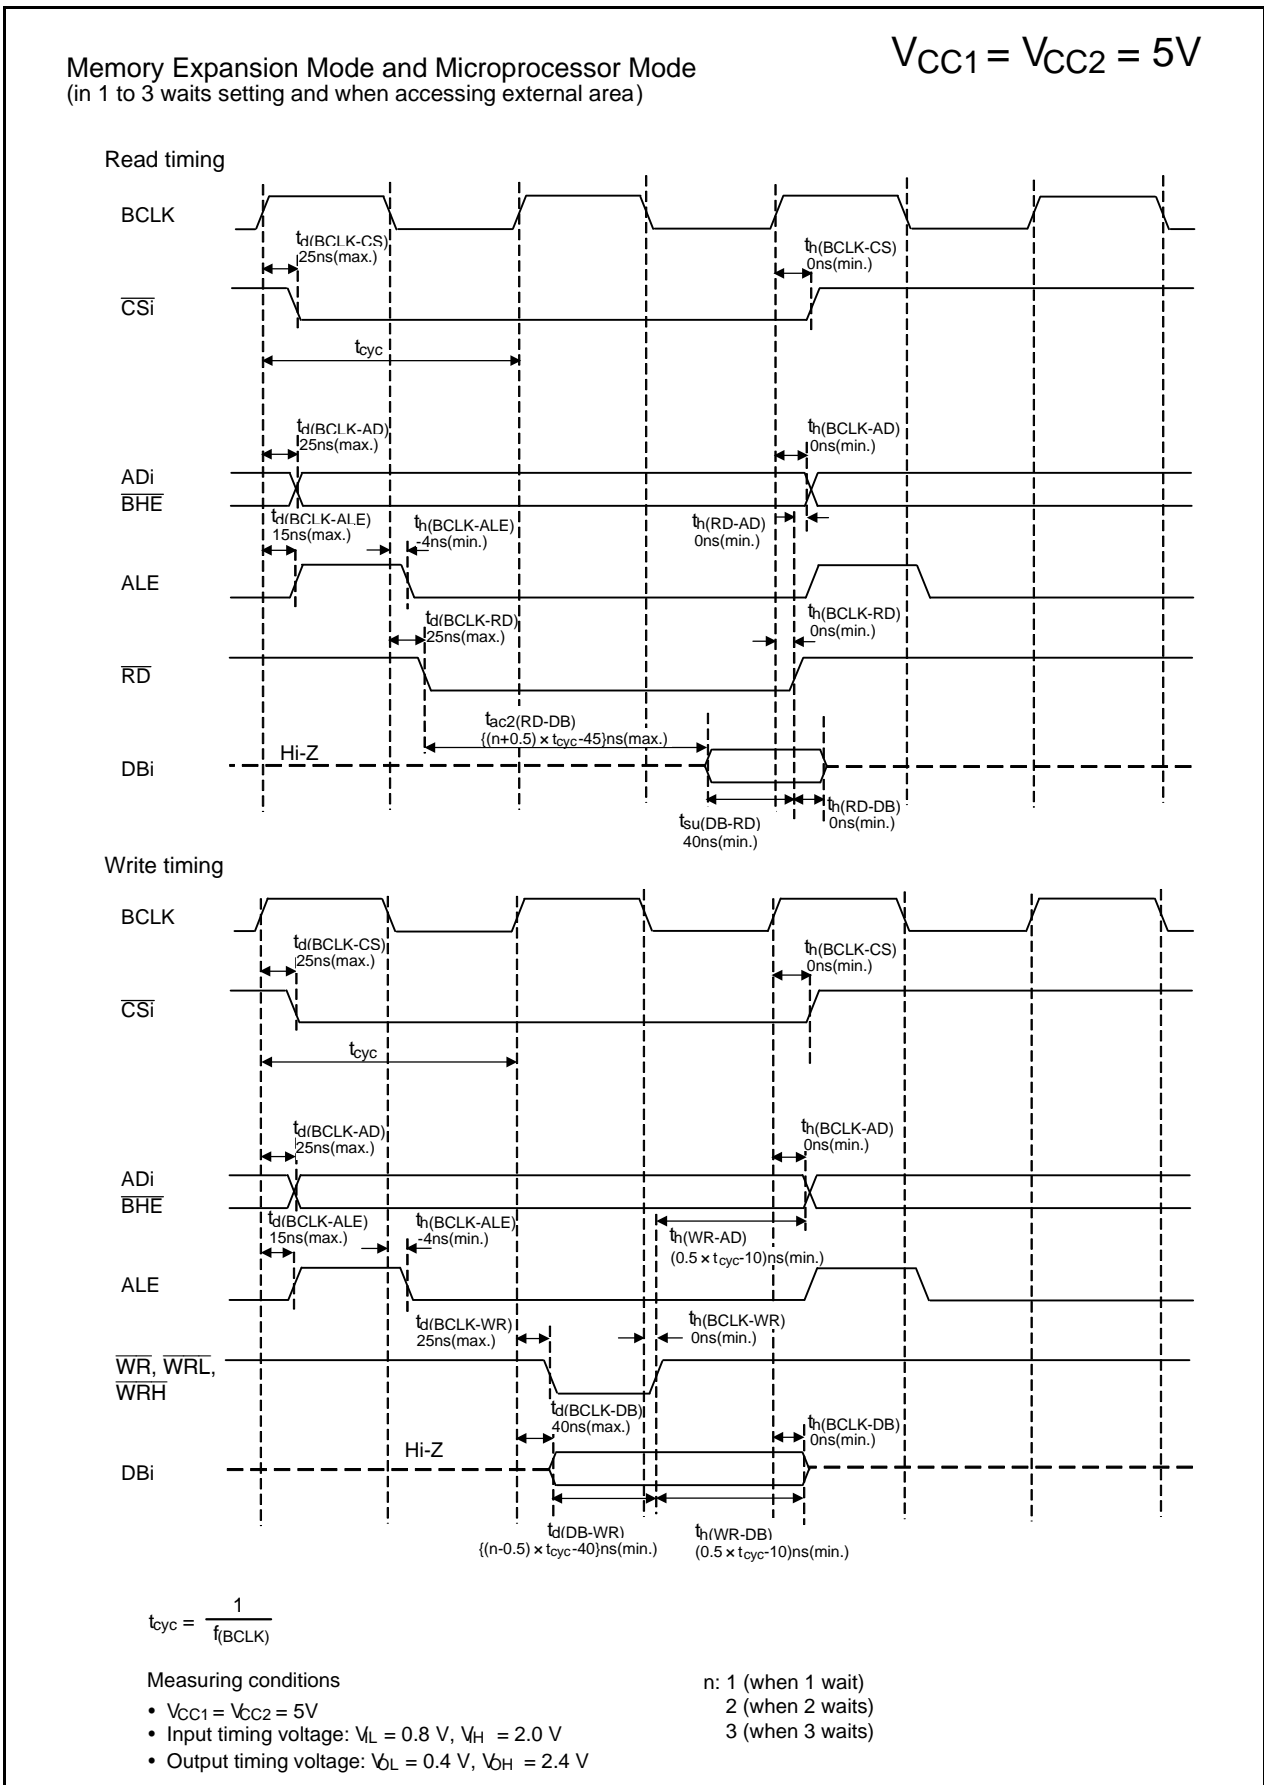 Memory Expansion Mode and Microprocessor Mode
(in 1 to 3 waits setting and when accessing external area)
VCC1 = VCC2 = 5V
Read timing
BCLK
td(BCLK-CS)
25ns(max.)
th(BCLK-CS)
0ns(min.)
CSi
tcyc
td(BCLK-AD)
25ns(max.)
th(BCLK-AD)
0ns(min.)
ADi
BHE
td(BCLK-ALE)
15ns(max.)
th(BCLK-ALE)
-4ns(min.)
th(RD-AD)
0ns(min.)
ALE
td(BCLK-RD)
25ns(max.)
th(BCLK-RD)
0ns(min.)
RD
tac2(RD-DB)
{(n+0.5) × tcyc-45}ns(max.)
Hi-Z
DBi
tsu(DB-RD)
40ns(min.)
th(RD-DB)
0ns(min.)
Write timing
BCLK
td(BCLK-CS)
25ns(max.)
th(BCLK-CS)
0ns(min.)
CSi
tcyc
td(BCLK-AD)
25ns(max.)
th(BCLK-AD)
0ns(min.)
ADi
BHE
td(BCLK-ALE)
15ns(max.)
th(BCLK-ALE)
-4ns(min.)
th(WR-AD)
(0.5 × tcyc-10)ns(min.)
ALE
td(BCLK-WR)
25ns(max.)
th(BCLK-WR)
0ns(min.)
WR, WRL,
WRH
td(BCLK-DB)
40ns(max.)
th(BCLK-DB)
0ns(min.)
Hi-Z
DBi
td(DB-WR)
{(n-0.5) × tcyc-40}ns(min.)
th(WR-DB)
(0.5 × tcyc-10)ns(min.)
tcyc = 1
f(BCLK)
Measuring conditions
• VCC1 = VCC2 = 5V
• Input timing voltage: VIL = 0.8 V, VIH = 2.0 V
• Output timing voltage: VOL = 0.4 V, VOH = 2.4 V
n: 1 (when 1 wait)
2 (when 2 waits)
3 (when 3 waits)